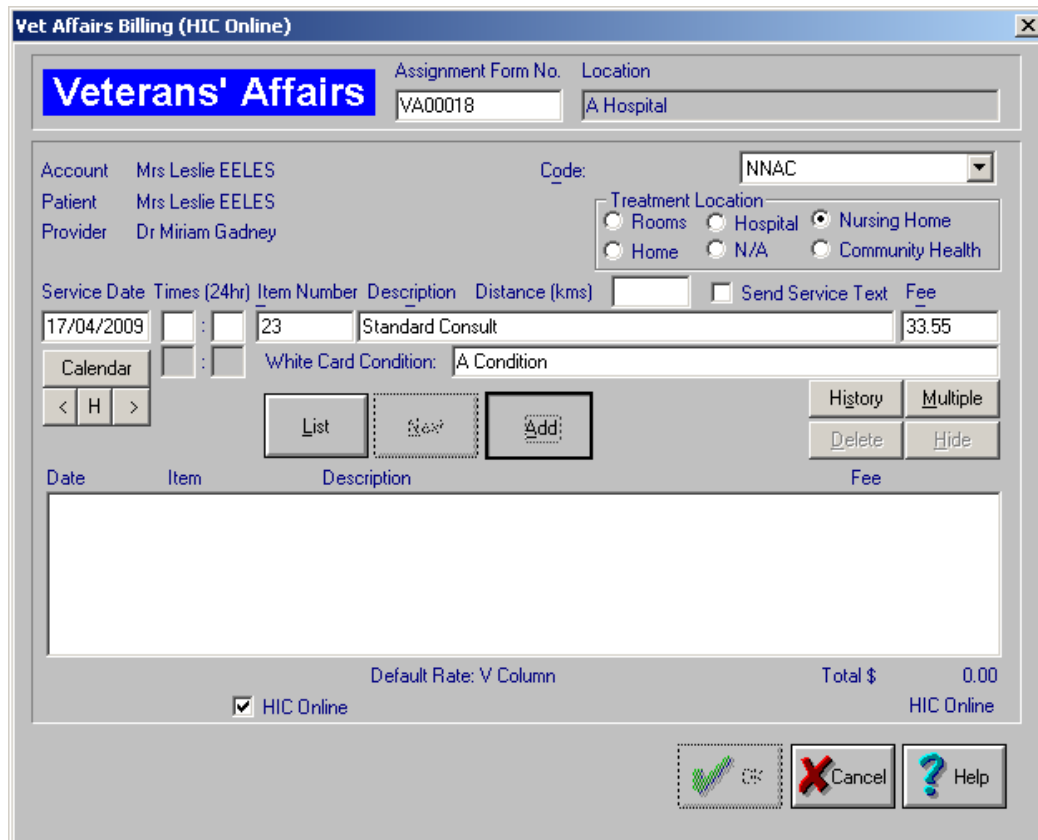 Vet Affairs Billing (HIC Online)
Assignment Form No. Location
Veterans' Affairs
VA00018 A Hospital
Account Mrs Leslie EELES Code: NNAC
Patient Mrs Leslie EELES Treatment Location
Rooms Hospital Nursing Home
Provider Dr Miriam Gadney
Home N/A Community Health
Service Date Times (24hr) Item Number Description Distance (kms) Send Service Text Fee
17/04/2009 : 23 Standard Consult 33.55
Calendar : White Card Condition: A Condition
< H > History Multiple
List Next Add
Delete Hide
Date Item Description Fee
Default Rate: V Column Total $ 0.00
HIC Online HIC Online
OK Cancel ? Help